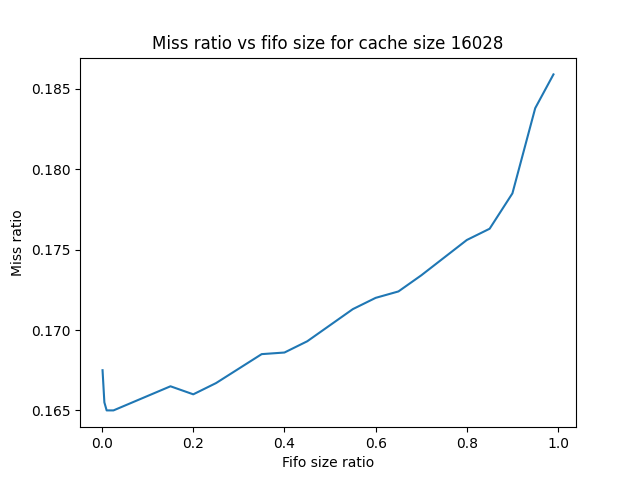 Miss ratio vs fifo size for cache size 16028
0.185
0.180
0.175
0.170
0.165
Miss ratio
0.0 0.2 0.4 0.6 0.8 1.0
Fifo size ratio